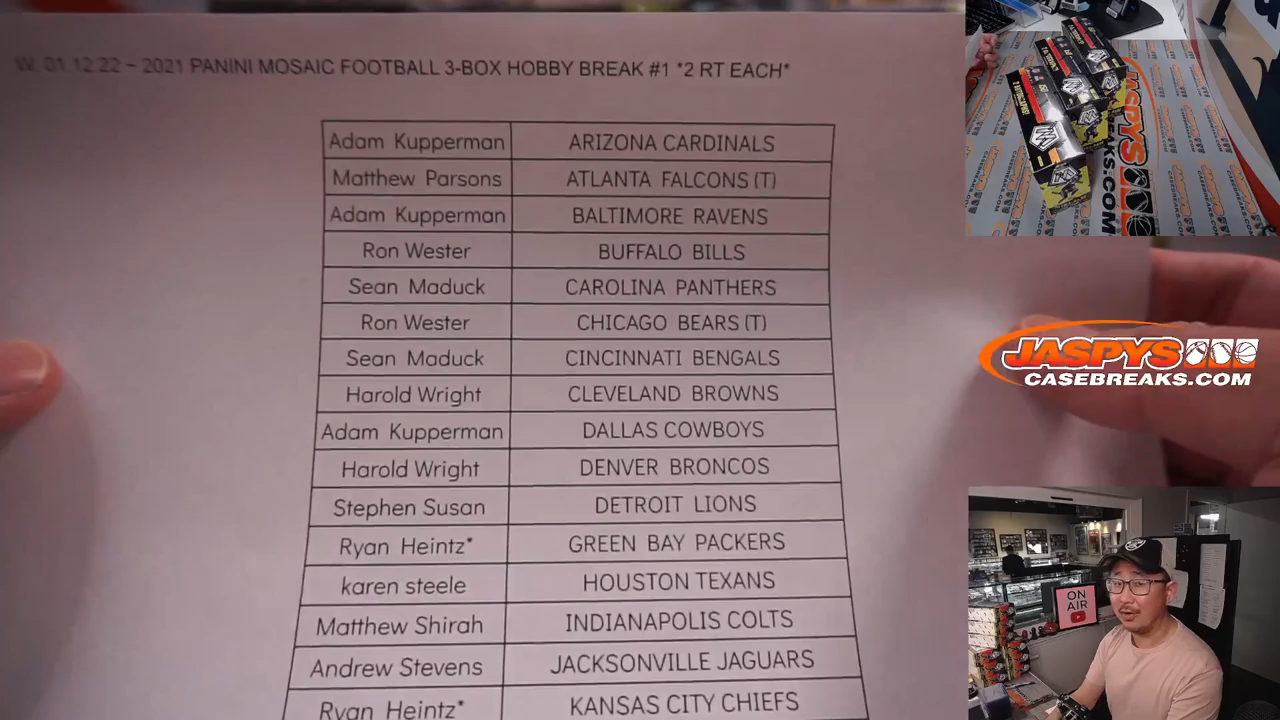 W. 01.12.22 ~ 2021 PANINI MOSAIC FOOTBALL 3-BOX HOBBY BREAK #1 *2 RT EACH*
Adam Kupperman ARIZONA CARDINALS
Matthew Parsons ATLANTA FALCONS (T)
Adam Kupperman BALTIMORE RAVENS
Ron Wester BUFFALO BILLS
Sean Maduck CAROLINA PANTHERS
Ron Wester CHICAGO BEARS (T)
Sean Maduck CINCINNATI BENGALS
Harold Wright CLEVELAND BROWNS
Adam Kupperman DALLAS COWBOYS
Harold Wright DENVER BRONCOS
Stephen Susan DETROIT LIONS
Ryan Heintz* GREEN BAY PACKERS
karen steele HOUSTON TEXANS
Matthew Shirah INDIANAPOLIS COLTS
Andrew Stevens JACKSONVILLE JAGUARS
Ryan Heintz* KANSAS CITY CHIEFS
JASPYS
CASEBREAKS.COM
ON
AIR